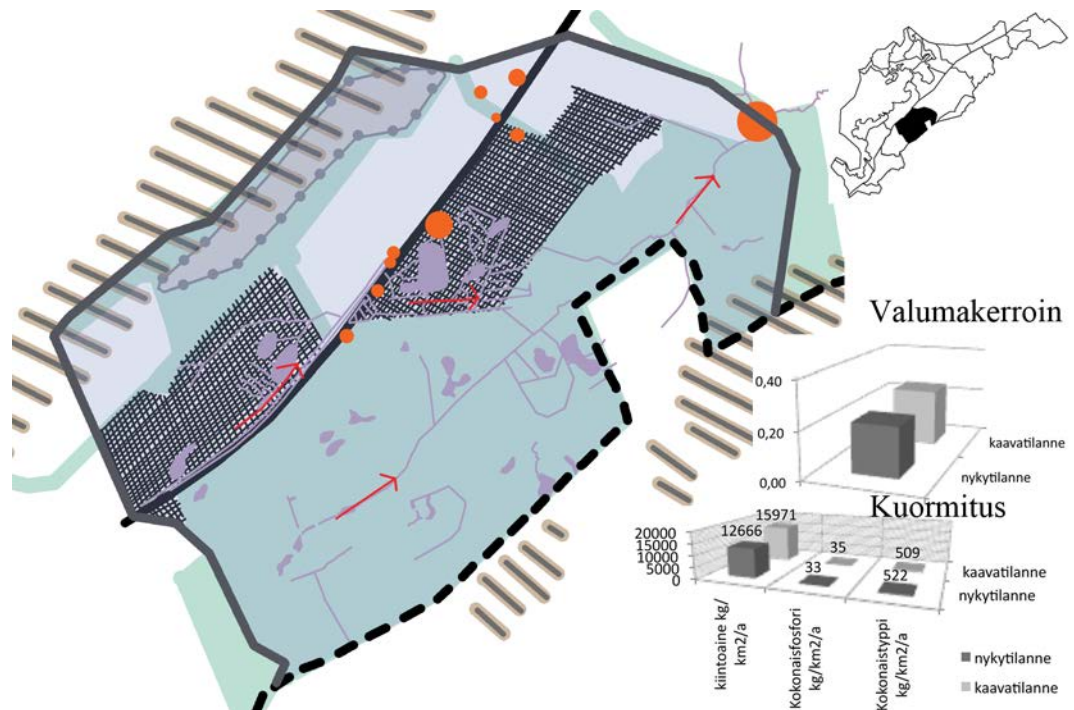 Valumakerroin
0,40
0,20
0,00
kaavatilanne
nykytilanne
Kuormitus
20000
15000
10000
5000
0
12666
15971
33
35
522
509
kaavatilanne
nykytilanne
kiintoaine kg/
km2/a
Kokonaisfosfori
kg/km2/a
Kokonaistyppi
kg/km2/a
nykytilanne
kaavatilanne